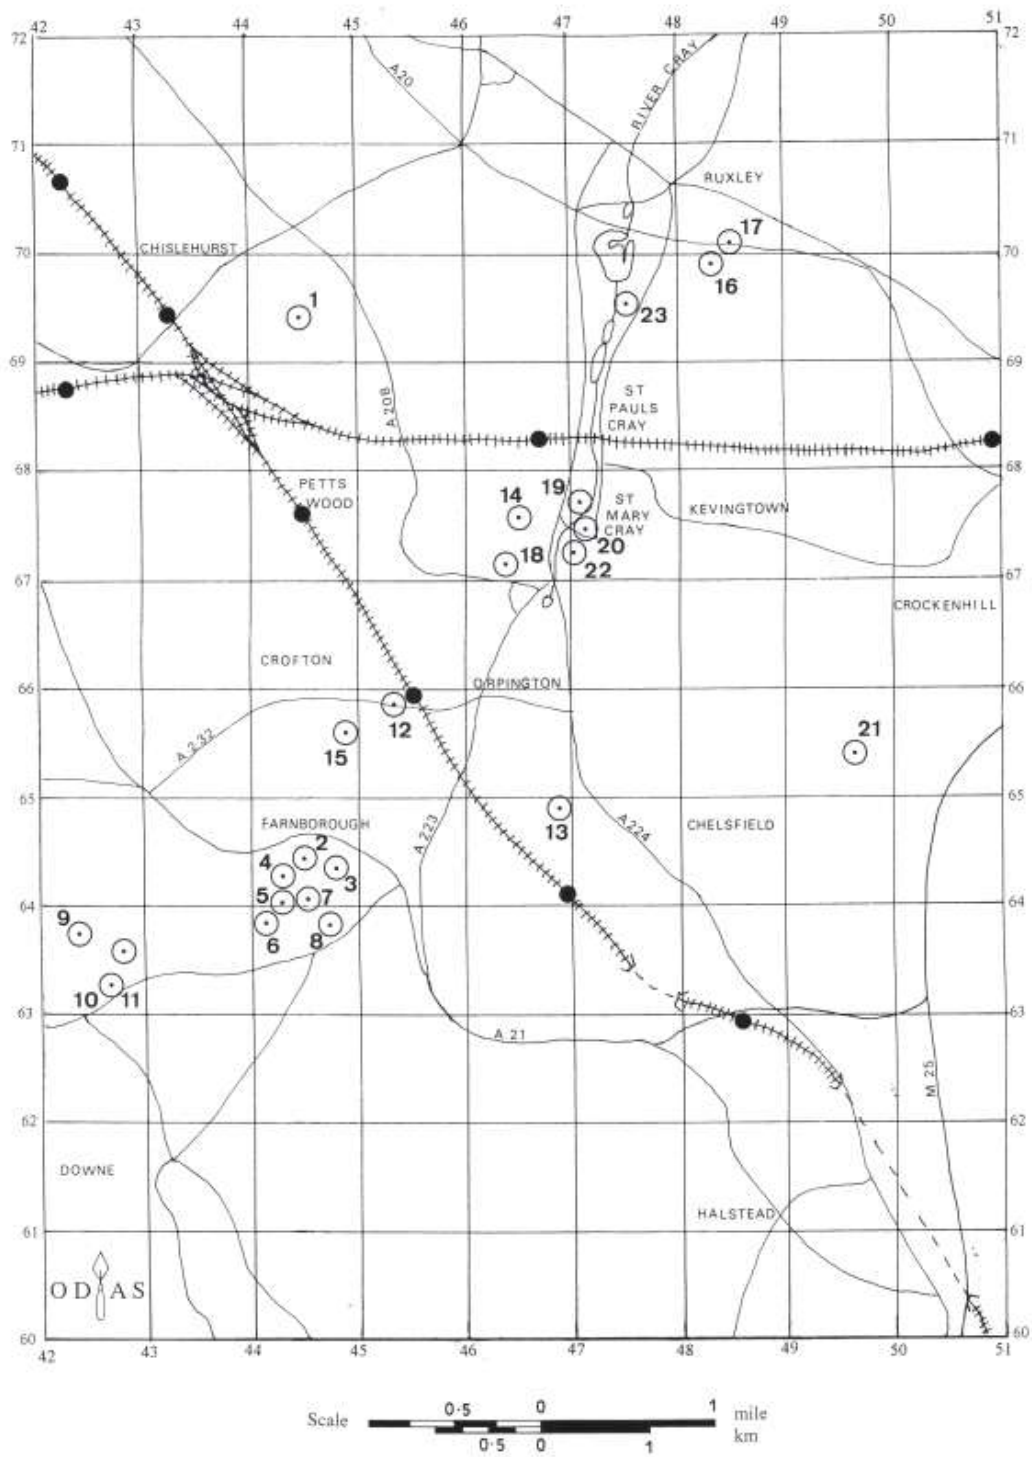 42 43 44 45 46 47 48 49 50 51
72 72
A20
RIVER CRAY
71 71
RUXLEY
17
CHISLEHURST
70 70
16
1
23
69 69
A20B
ST
PAULS
CRAY
68 68
PETTS
WOOD
14
19
ST
MARY
CRAY
KEVINGTOWN
20
18
22
67 67
CROCKENHILL
CROFTON
ORPINGTON
66 66
12
A 232
15
21
65 65
13
A 223
A224
CHELSFIELD
FARNBOROUGH
2
4
3
5
7
64 64
9
6
8
10
11
63 63
A 21
M 25
62 62
DOWNE
HALSTEAD
61 61
OD AS
60 60
42 43 44 45 46 47 48 49 50 51
Scale
0·5 0 1 mile
0·5 0 1 km